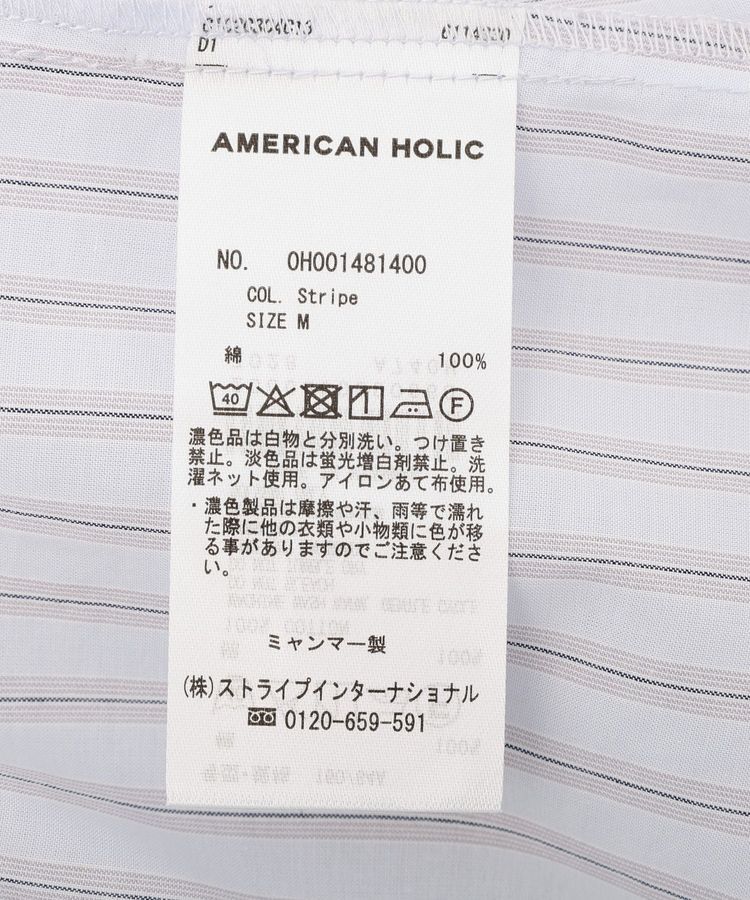 D1
AMERICAN HOLIC
NO. 0H001481400
COL. Stripe
SIZE M
綿 100%
40 F
濃色品は白物と分別洗い。つけ置き
禁止。淡色品は蛍光増白剤禁止。洗
濯ネット使用。アイロンあて布使用。
・濃色製品は摩擦や汗、雨等で濡れ
た際に他の衣類や小物類に色が移
る事がありますのでご注意くださ
い。
ミャンマー製
(株)ストライプインターナショナル
0120-659-591